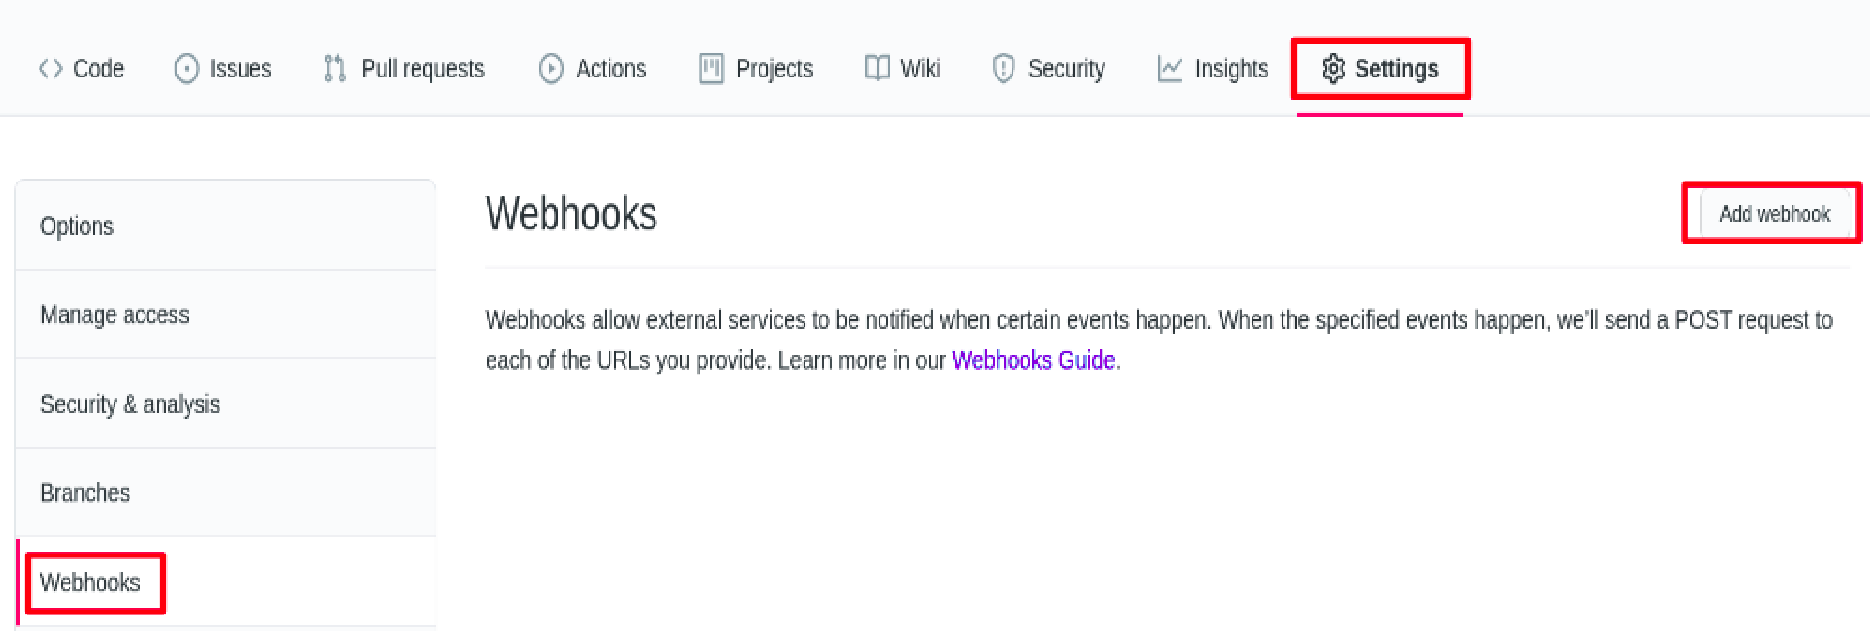 Code Issues Pull requests Actions Projects Wiki Security Insights Settings
Options
Manage access
Security & analysis
Branches
Webhooks
Webhooks
Add webhook
Webhooks allow external services to be notified when certain events happen. When the specified events happen, we'll send a POST request to
each of the URLs you provide. Learn more in our Webhooks Guide.